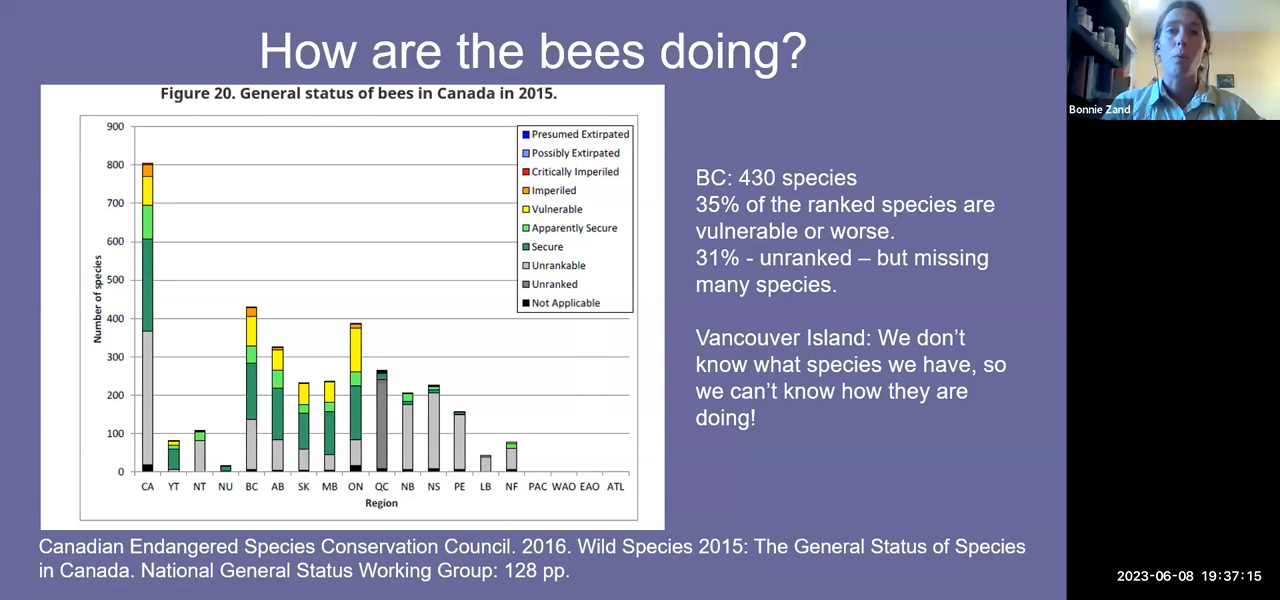 How are the bees doing?
Figure 20. General status of bees in Canada in 2015.
900
800
700
600
500
400
300
200
100
0
Number of species
Presumed Extirpated
Possibly Extirpated
Critically Imperiled
Imperiled
Vulnerable
Apparently Secure
Secure
Unrankable
Unranked
Not Applicable
CA YT NT NU BC AB SK MB ON QC NB NS PE LB NF PAC WAO EAO ATL
Region
BC: 430 species
35% of the ranked species are
vulnerable or worse.
31% - unranked – but missing
many species.
Vancouver Island: We don’t
know what species we have, so
we can’t know how they are
doing!
Canadian Endangered Species Conservation Council. 2016. Wild Species 2015: The General Status of Species
in Canada. National General Status Working Group: 128 pp.
Bonnie Zand
2023-06-08 19:37:15